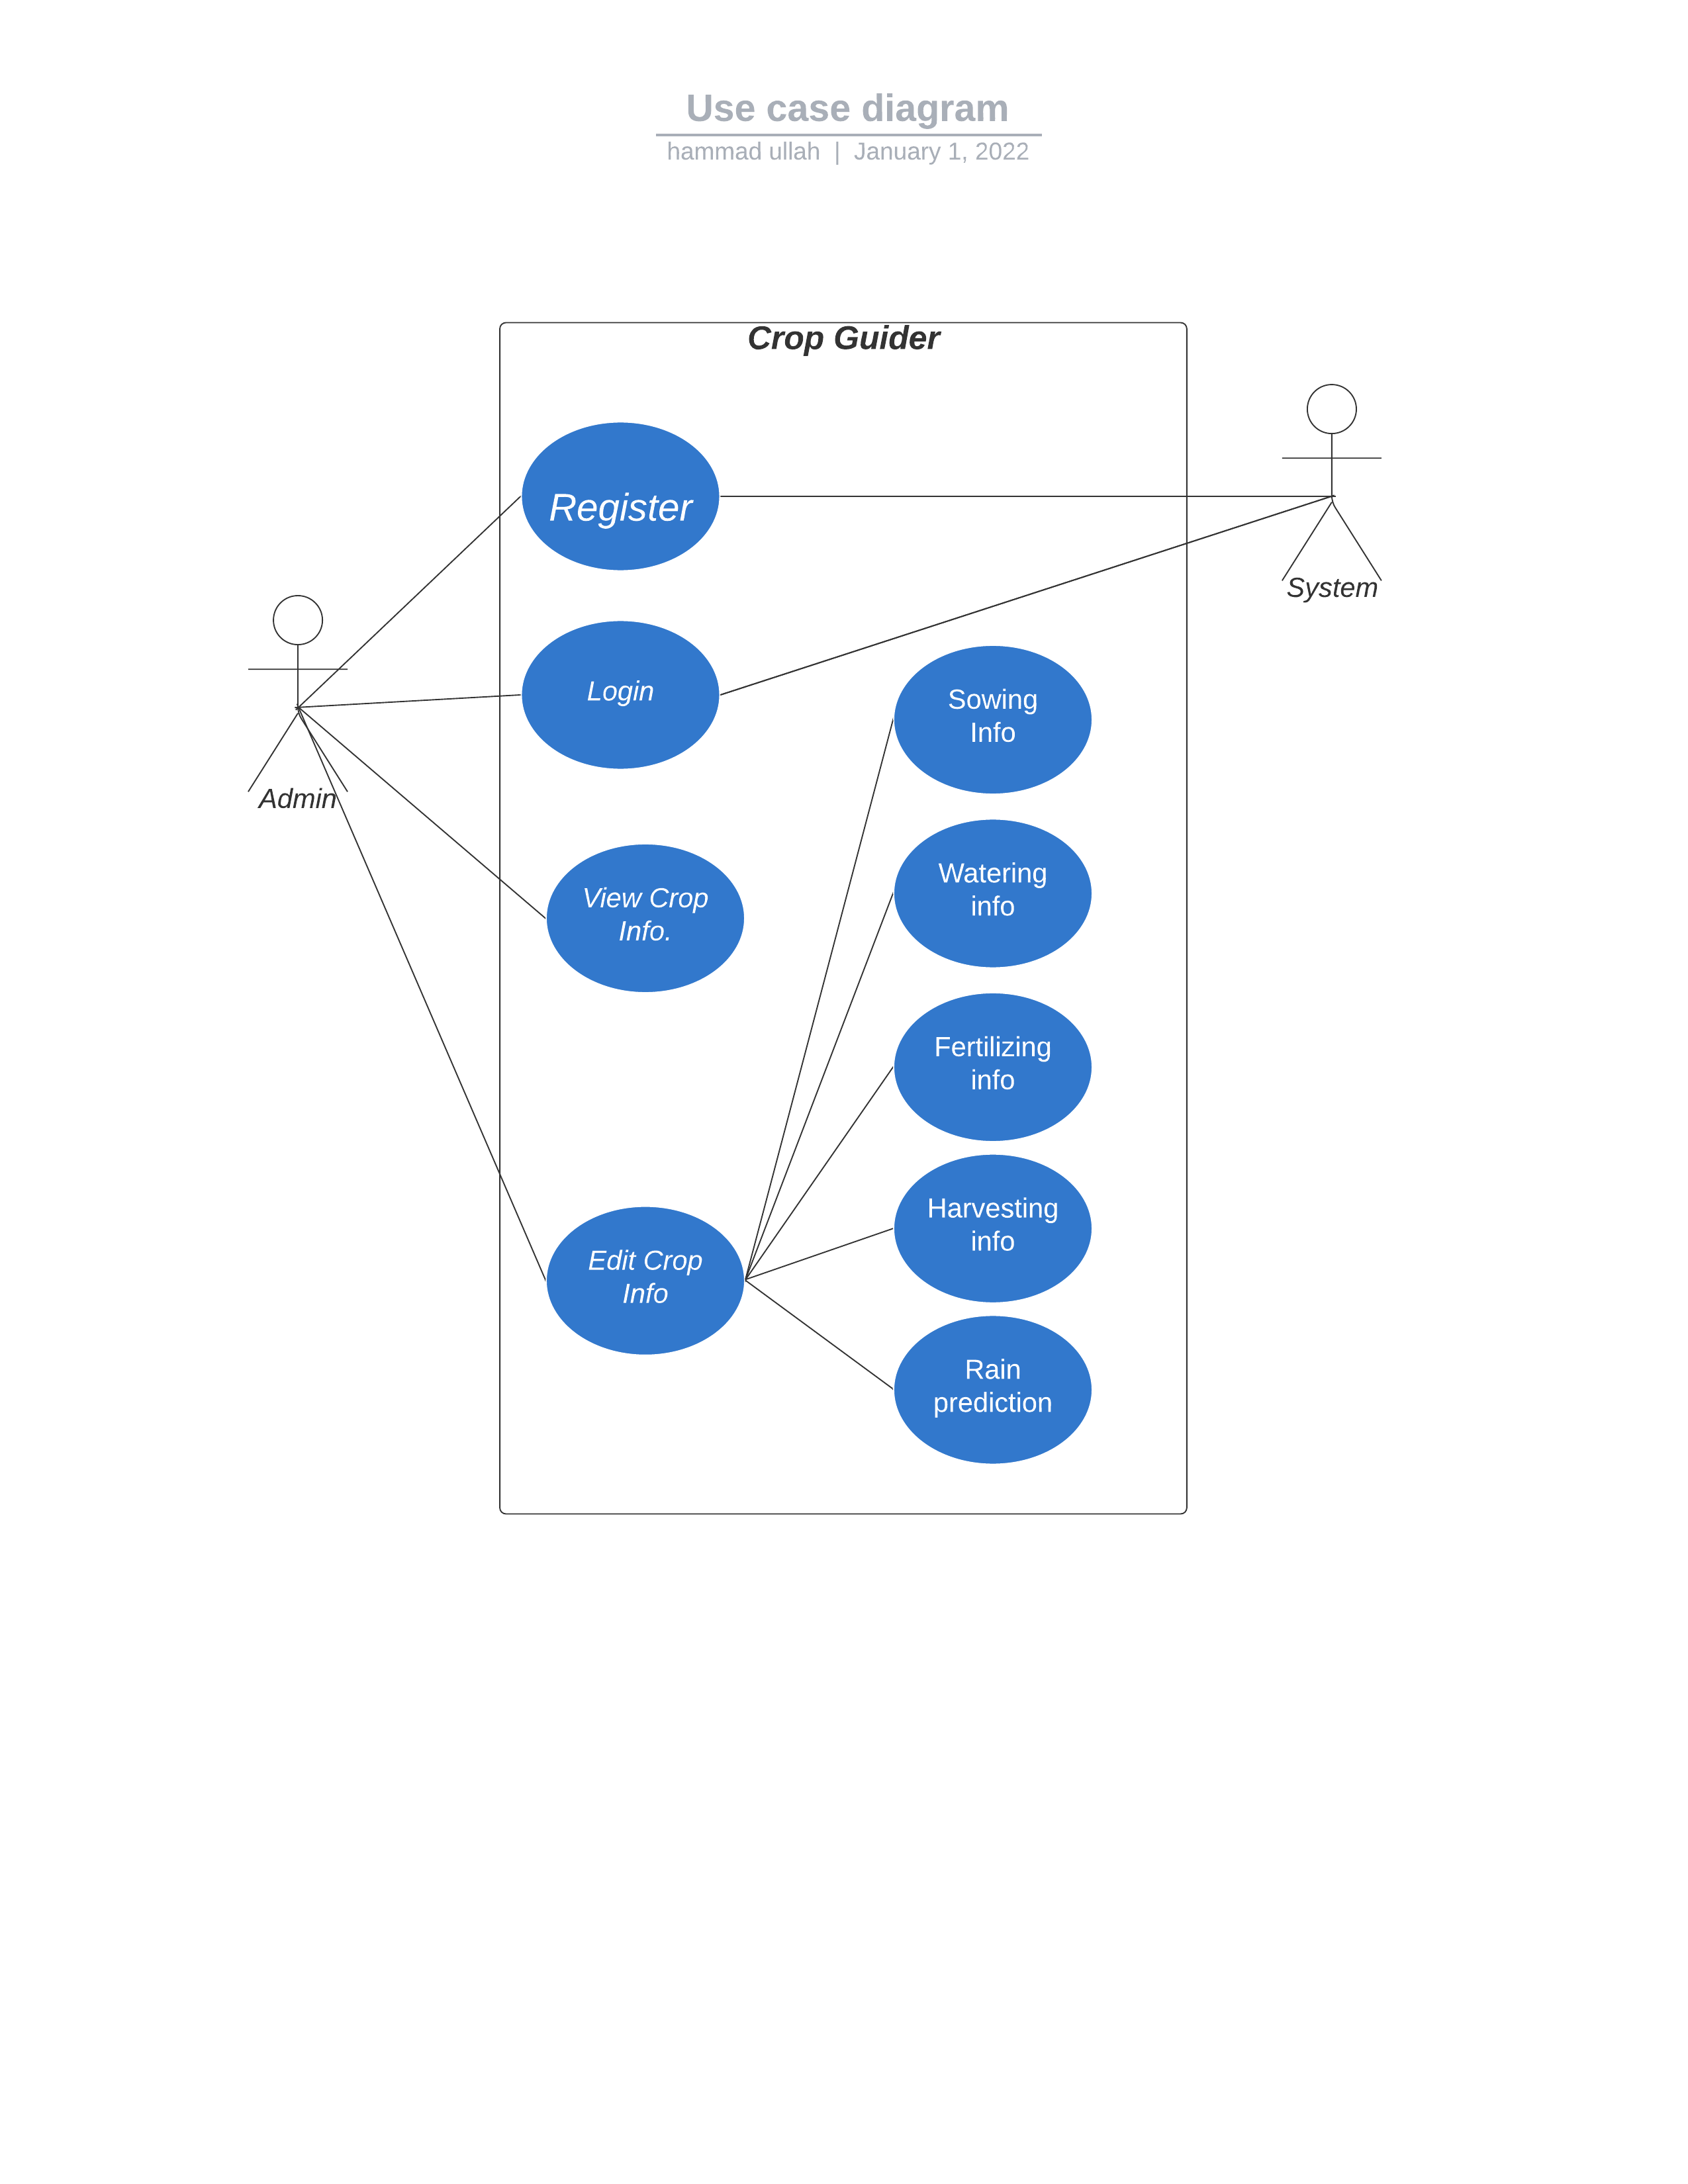 Use case diagram
hammad ullah | January 1, 2022
Crop Guider
Register
System
Login
Admin
Sowing
Info
Watering
info
View Crop
Info.
Fertilizing
info
Harvesting
info
Edit Crop
Info
Rain
prediction